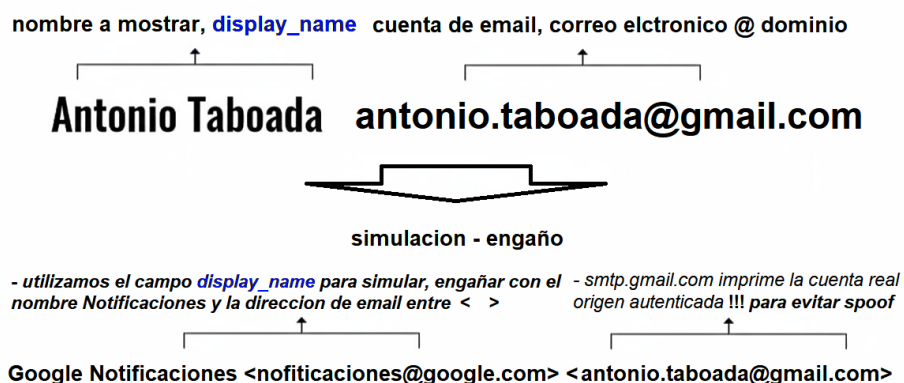 nombre a mostrar, display_name cuenta de email, correo elctronico @ dominio
Antonio Taboada antonio.taboada@gmail.com
simulacion - engaño
- utilizamos el campo display_name para simular, engañar con el
nombre Notificaciones y la direccion de email entre < >
- smtp.gmail.com imprime la cuenta real
origen autenticada !!! para evitar spoof
Google Notificaciones <nofiticaciones@google.com> <antonio.taboada@gmail.com>